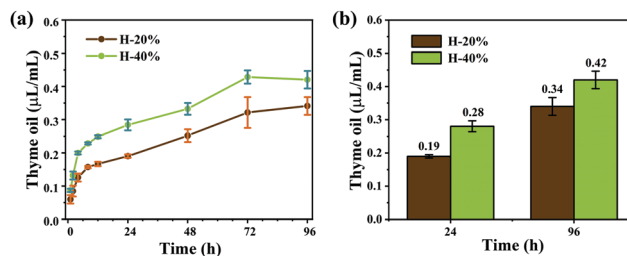 (a)
Thyme oil (μL/mL)
0.6
0.5
0.4
0.3
0.2
0.1
0.0
H-20%
H-40%
0 24 48 72 96
Time (h)
(b)
Thyme oil (μL/mL)
0.6
0.5
0.4
0.3
0.2
0.1
0.0
H-20%
H-40%
0.19
0.28
0.34
0.42
24 96
Time (h)